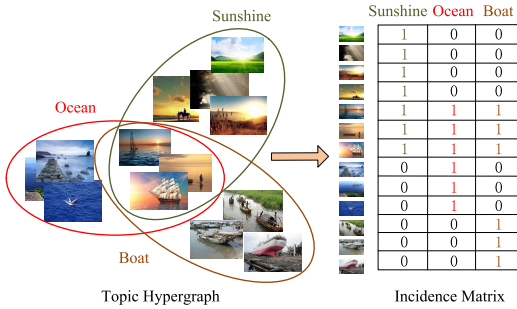 Sunshine
Ocean
Boat
Topic Hypergraph
Sunshine Ocean Boat
1 0 0
1 0 0
1 0 0
1 0 0
1 1 1
1 1 1
1 1 1
0 1 0
0 1 0
0 1 0
0 0 1
0 0 1
0 0 1
Incidence Matrix